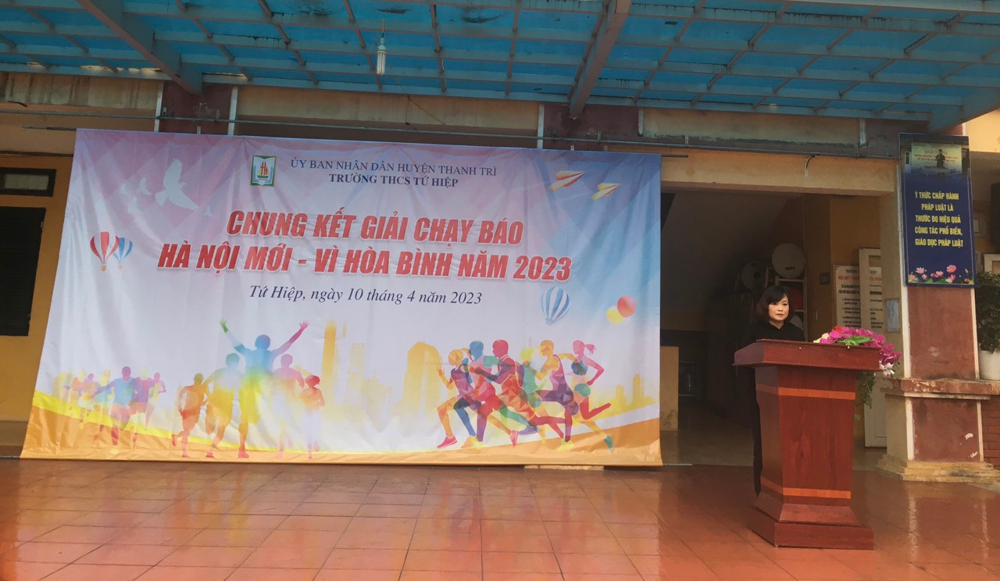 ỦY BAN NHÂN DÂN HUYỆN THANH TRÌ
TRƯỜNG THCS TỨ HIỆP
CHUNG KẾT GIẢI CHẠY BÁO
HÀ NỘI MỚI - VÌ HÒA BÌNH NĂM 2023
Tứ Hiệp, ngày 10 tháng 4 năm 2023
Ý THỨC CHẤP HÀNH
PHÁP LUẬT LÀ
THƯỚC ĐO HIỆU QUẢ
CÔNG TÁC PHỔ BIẾN,
GIÁO DỤC PHÁP LUẬT